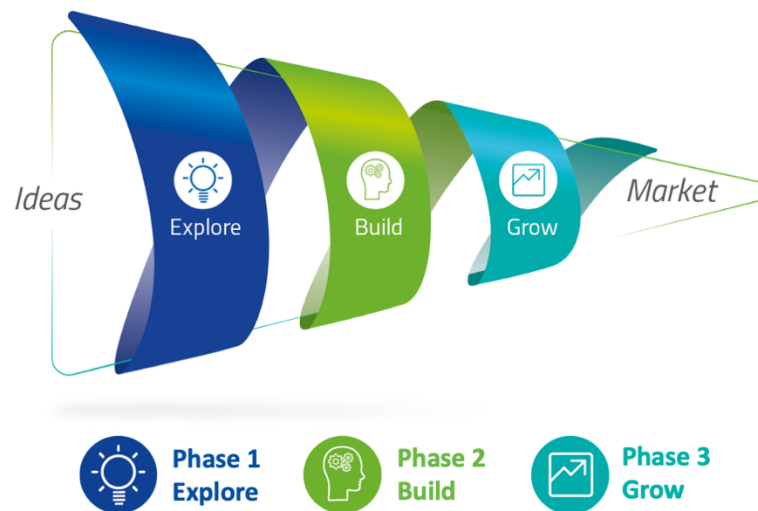 Ideas
Explore
Build
Grow
Market
Phase 1
Explore
Phase 2
Build
Phase 3
Grow